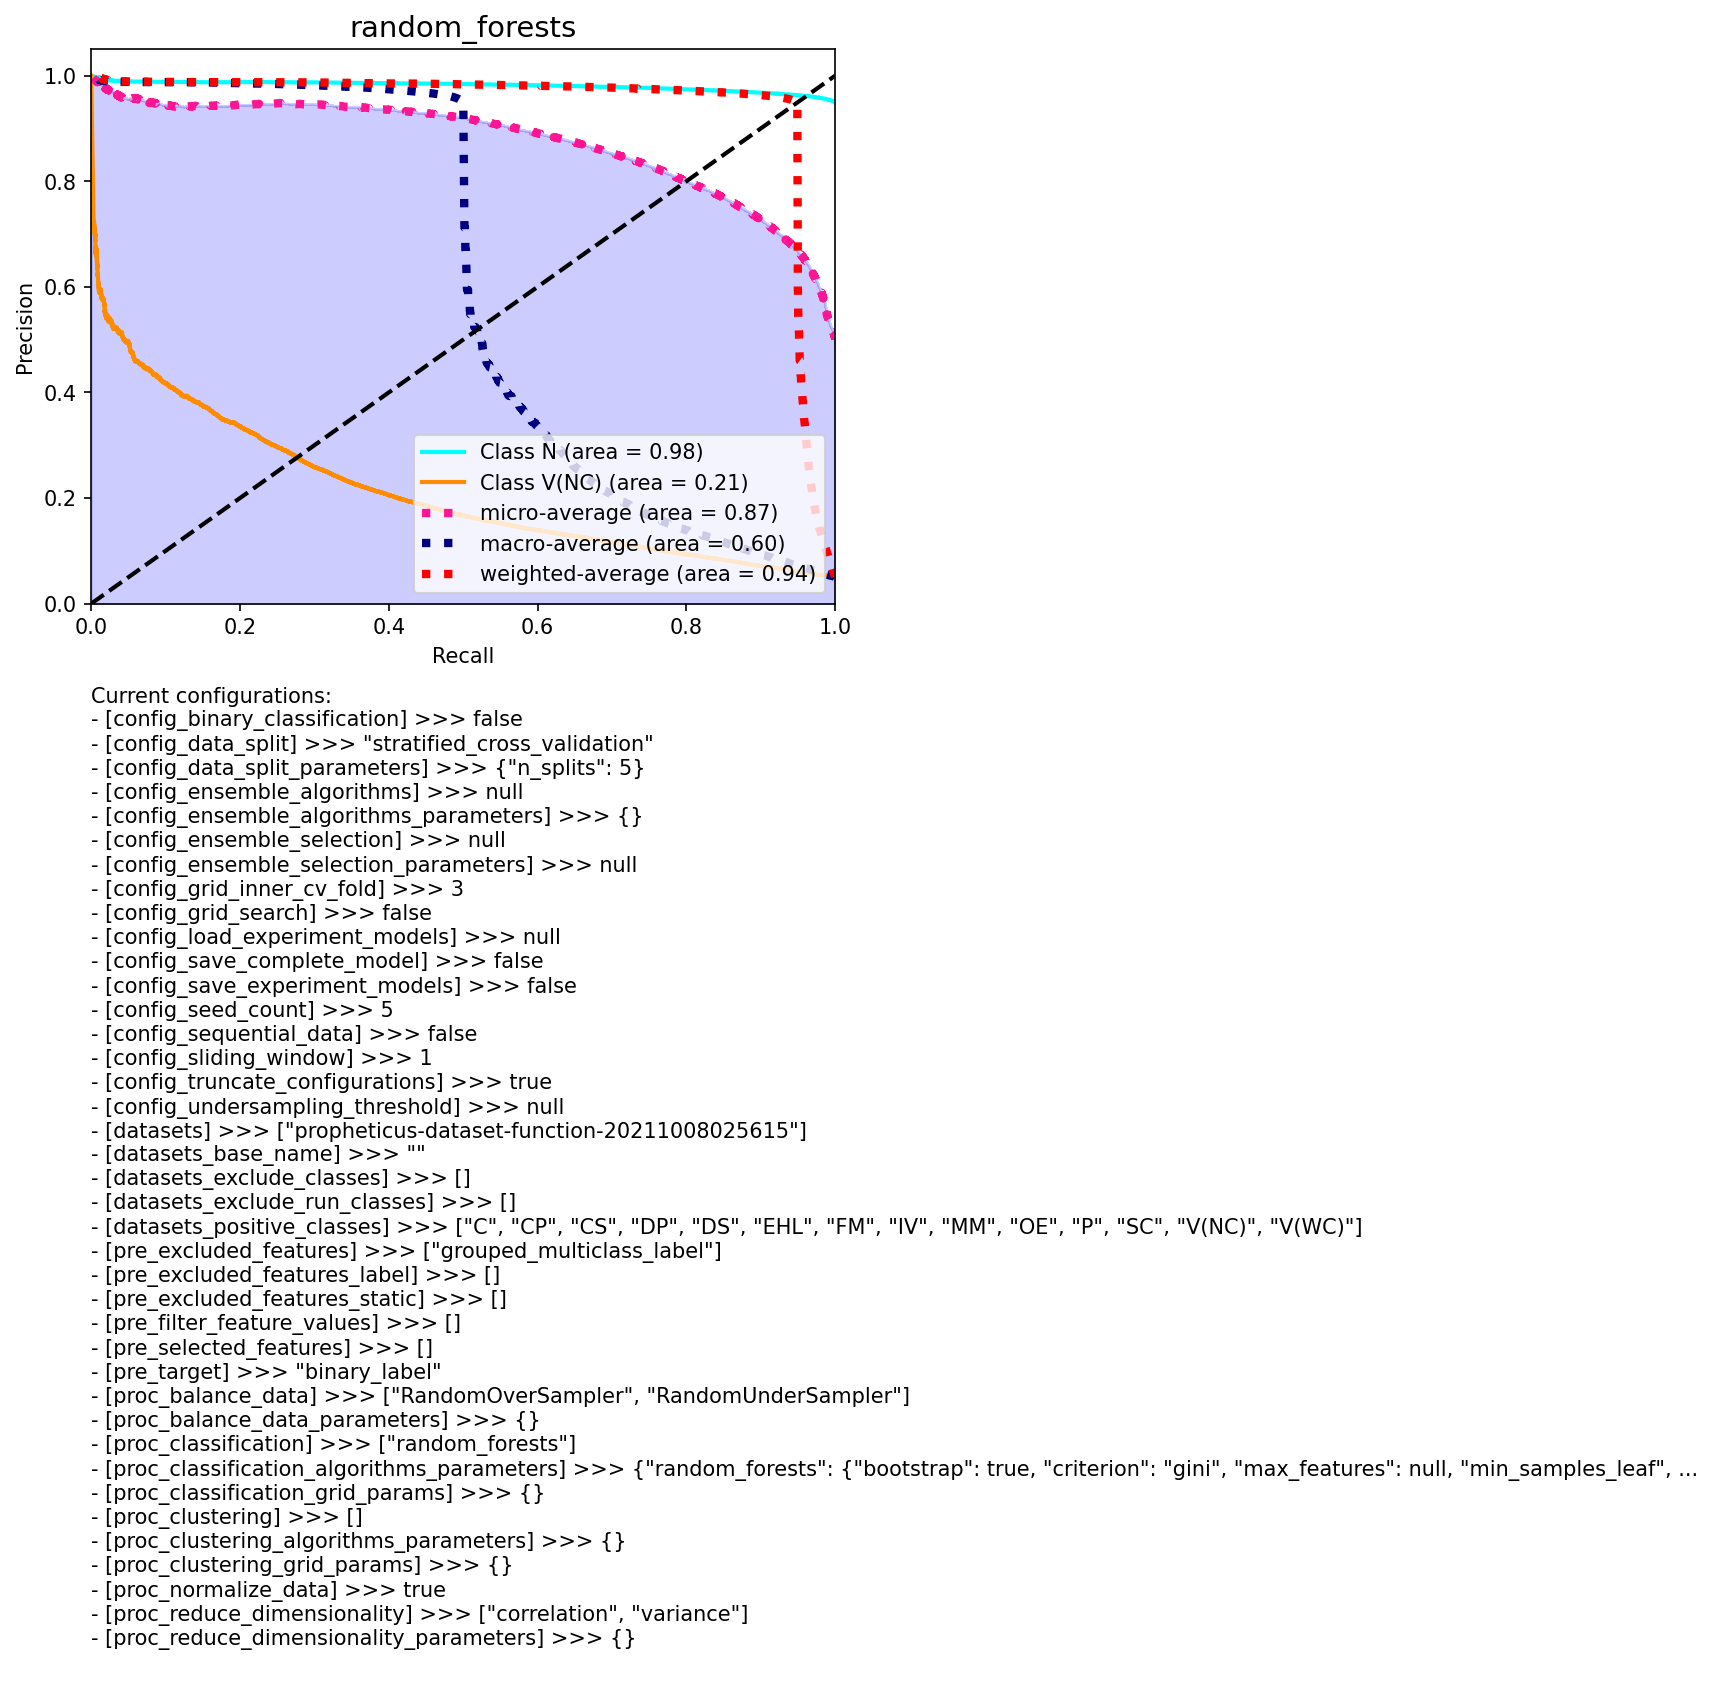 random_forests
1.0
0.8
0.6
0.4
0.2
0.0
Precision
Class N (area = 0.98)
Class V(NC) (area = 0.21)
micro-average (area = 0.87)
macro-average (area = 0.60)
weighted-average (area = 0.94)
0.0 0.2 0.4 0.6 0.8 1.0
Recall
Current configurations:
- [config_binary_classification] >>> false
- [config_data_split] >>> "stratified_cross_validation"
- [config_data_split_parameters] >>> {"n_splits": 5}
- [config_ensemble_algorithms] >>> null
- [config_ensemble_algorithms_parameters] >>> {}
- [config_ensemble_selection] >>> null
- [config_ensemble_selection_parameters] >>> null
- [config_grid_inner_cv_fold] >>> 3
- [config_grid_search] >>> false
- [config_load_experiment_models] >>> null
- [config_save_complete_model] >>> false
- [config_save_experiment_models] >>> false
- [config_seed_count] >>> 5
- [config_sequential_data] >>> false
- [config_sliding_window] >>> 1
- [config_truncate_configurations] >>> true
- [config_undersampling_threshold] >>> null
- [datasets] >>> ["propheticus-dataset-function-20211008025615"]
- [datasets_base_name] >>> ""
- [datasets_exclude_classes] >>> []
- [datasets_exclude_run_classes] >>> []
- [datasets_positive_classes] >>> ["C", "CP", "CS", "DP", "DS", "EHL", "FM", "IV", "MM", "OE", "P", "SC", "V(NC)", "V(WC)"]
- [pre_excluded_features] >>> ["grouped_multiclass_label"]
- [pre_excluded_features_label] >>> []
- [pre_excluded_features_static] >>> []
- [pre_filter_feature_values] >>> []
- [pre_selected_features] >>> []
- [pre_target] >>> "binary_label"
- [proc_balance_data] >>> ["RandomOverSampler", "RandomUnderSampler"]
- [proc_balance_data_parameters] >>> {}
- [proc_classification] >>> ["random_forests"]
- [proc_classification_algorithms_parameters] >>> {"random_forests": {"bootstrap": true, "criterion": "gini", "max_features": null, "min_samples_leaf", ...
- [proc_classification_grid_params] >>> {}
- [proc_clustering] >>> []
- [proc_clustering_algorithms_parameters] >>> {}
- [proc_clustering_grid_params] >>> {}
- [proc_normalize_data] >>> true
- [proc_reduce_dimensionality] >>> ["correlation", "variance"]
- [proc_reduce_dimensionality_parameters] >>> {}